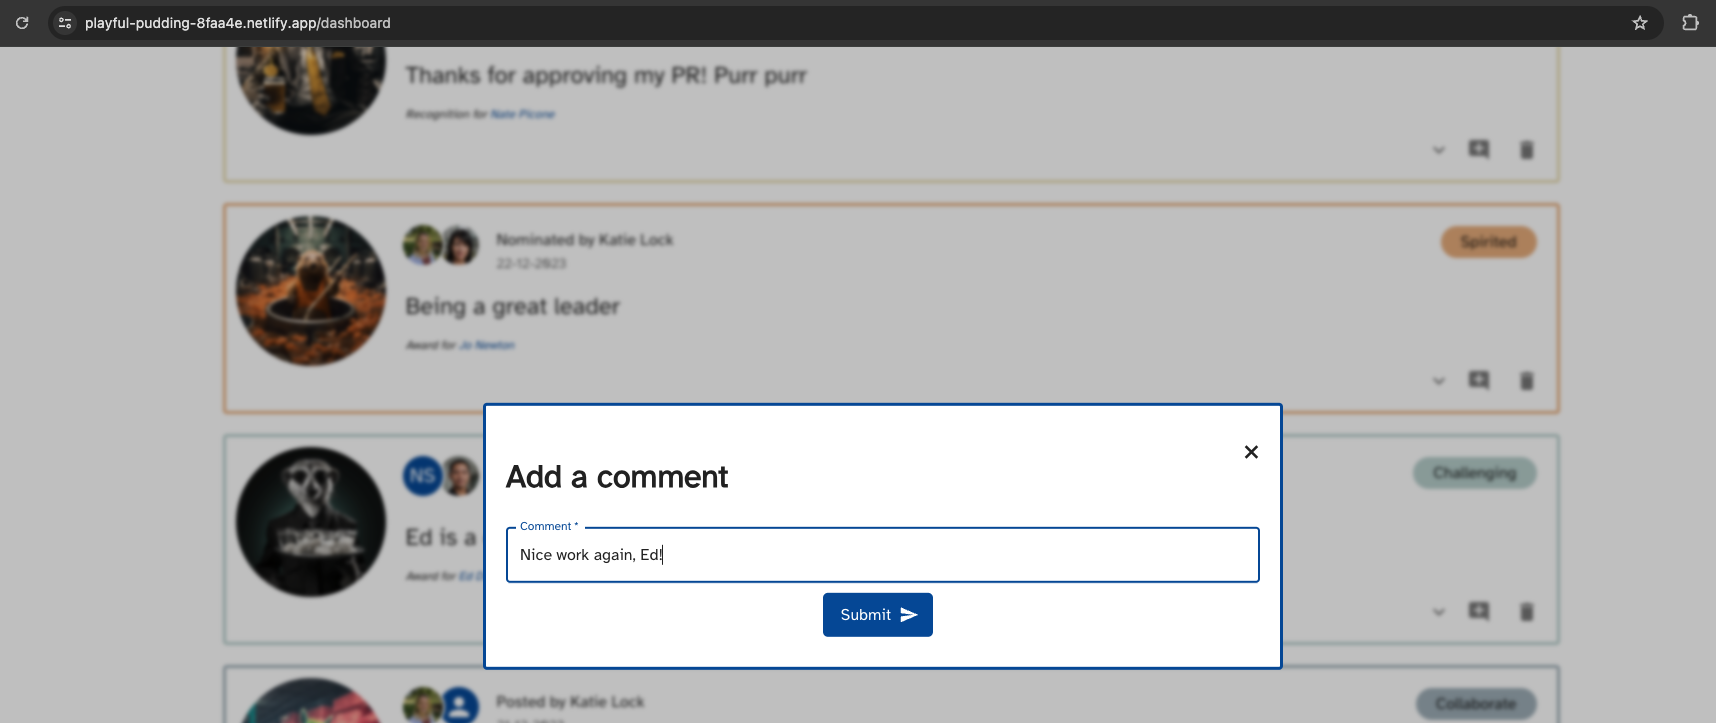 playful-pudding-8faa4e.netlify.app/dashboard
Thanks for approving my PR! Purr purr
Recognition for Nate Picone
Nominated by Katie Lock
22-12-2023
Spirited
Being a great leader
Award for Jo Newton
Add a comment
Comment *
Nice work again, Ed!
Submit
NS
Challenging
Ed is a
Award for Ed D
Posted by Katie Lock
Collaborate